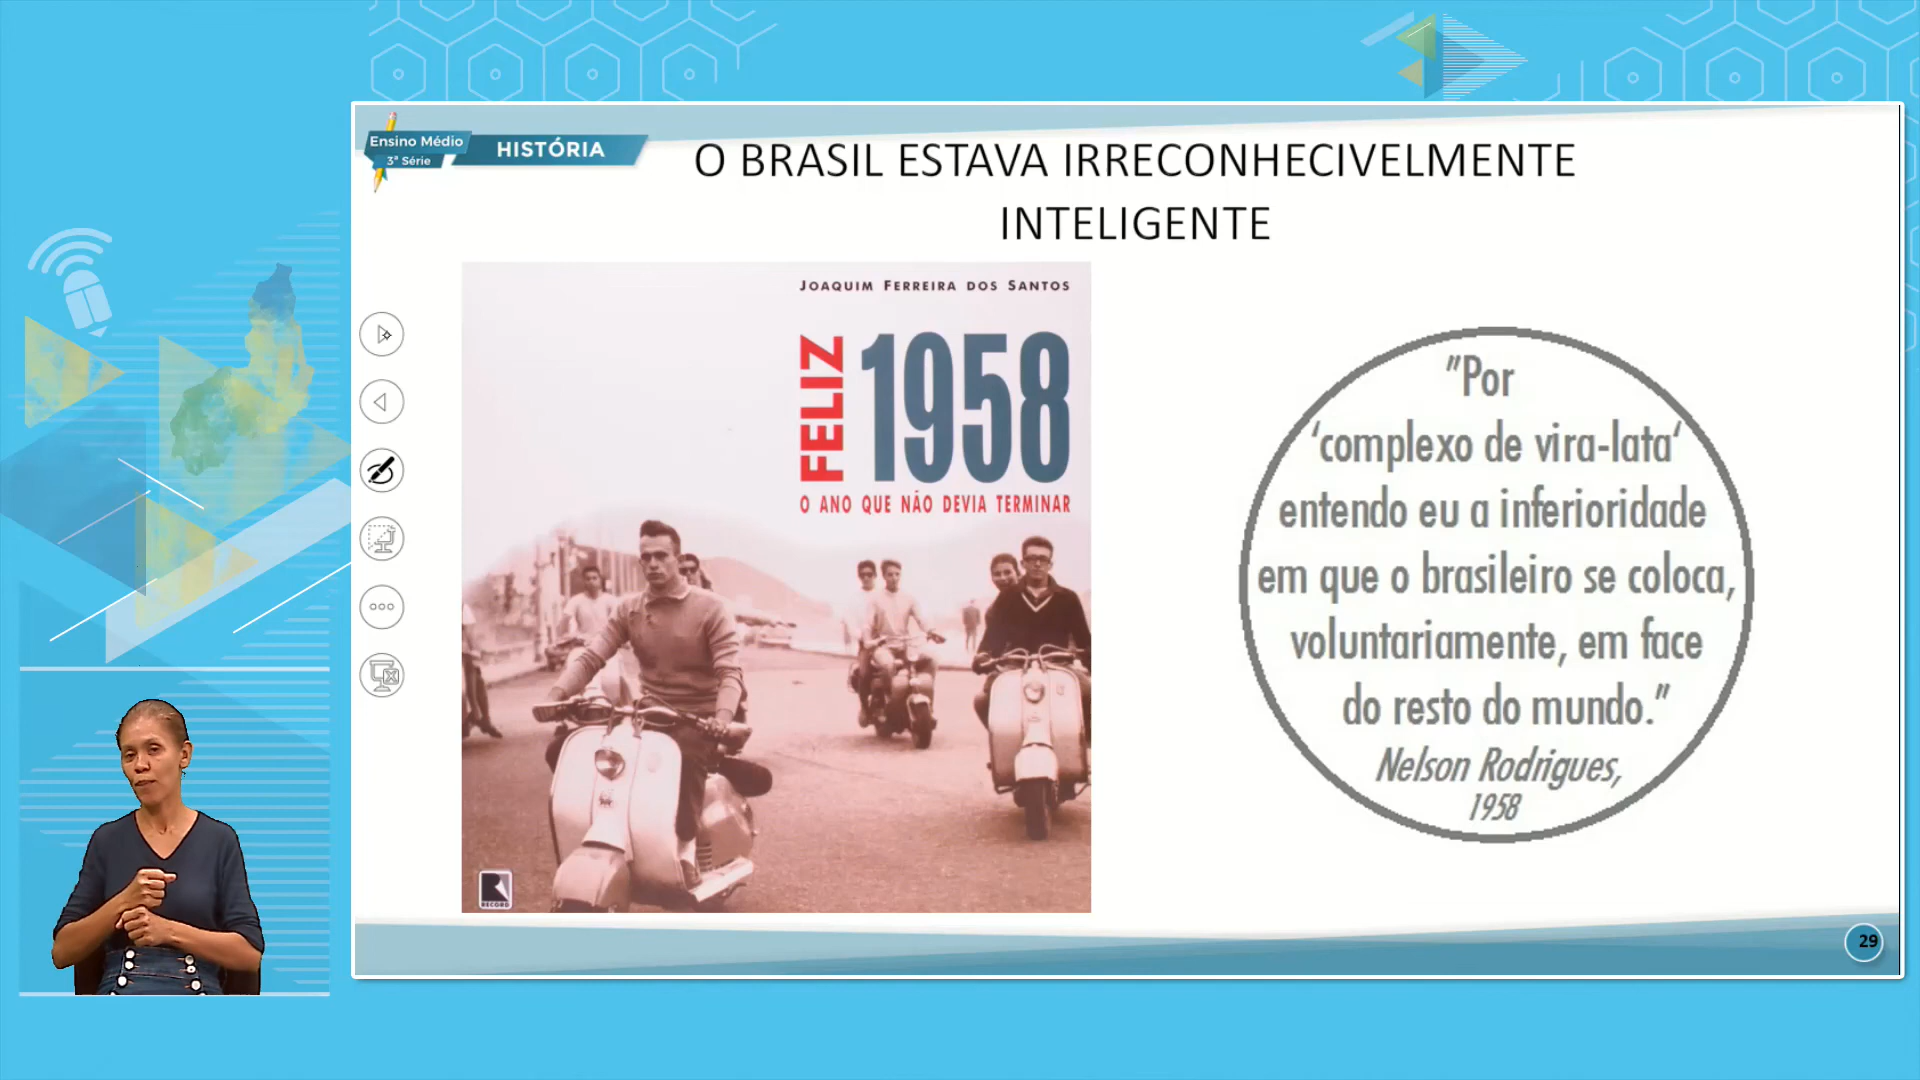 Ensino Médio
3ª Série
HISTÓRIA
O BRASIL ESTAVA IRRECONHECIVELMENTE
INTELIGENTE
JOAQUIM FERREIRA DOS SANTOS
FELIZ
1958
O ANO QUE NÃO DEVIA TERMINAR
RECORD
"Por
'complexo de vira-lata'
entendo eu a inferioridade
em que o brasileiro se coloca,
voluntariamente, em face
do resto do mundo."
Nelson Rodrigues,
1958
29